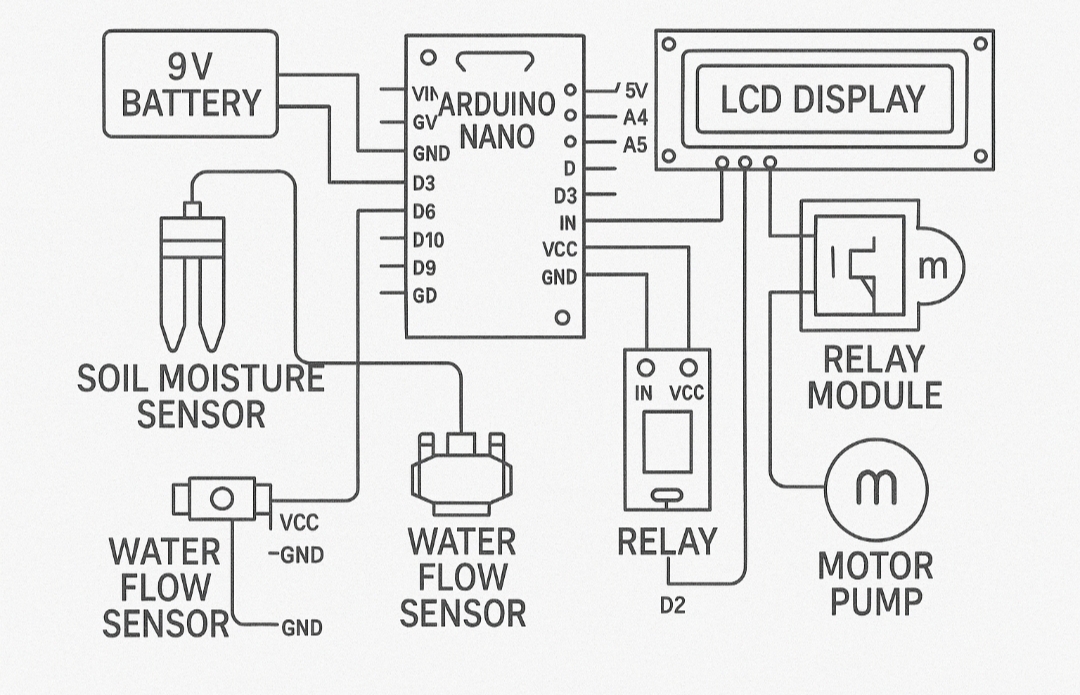 9V
BATTERY
VIN
GV
GND
D3
D6
D10
D9
GD
ARDUINO
NANO
5V
A4
A5
D
D3
IN
VCC
GND
LCD DISPLAY
SOIL MOISTURE
SENSOR
m
RELAY
MODULE
IN VCC
RELAY
D2
m
MOTOR
PUMP
WATER
FLOW
SENSOR
VCC
-GND
GND
WATER
FLOW
SENSOR